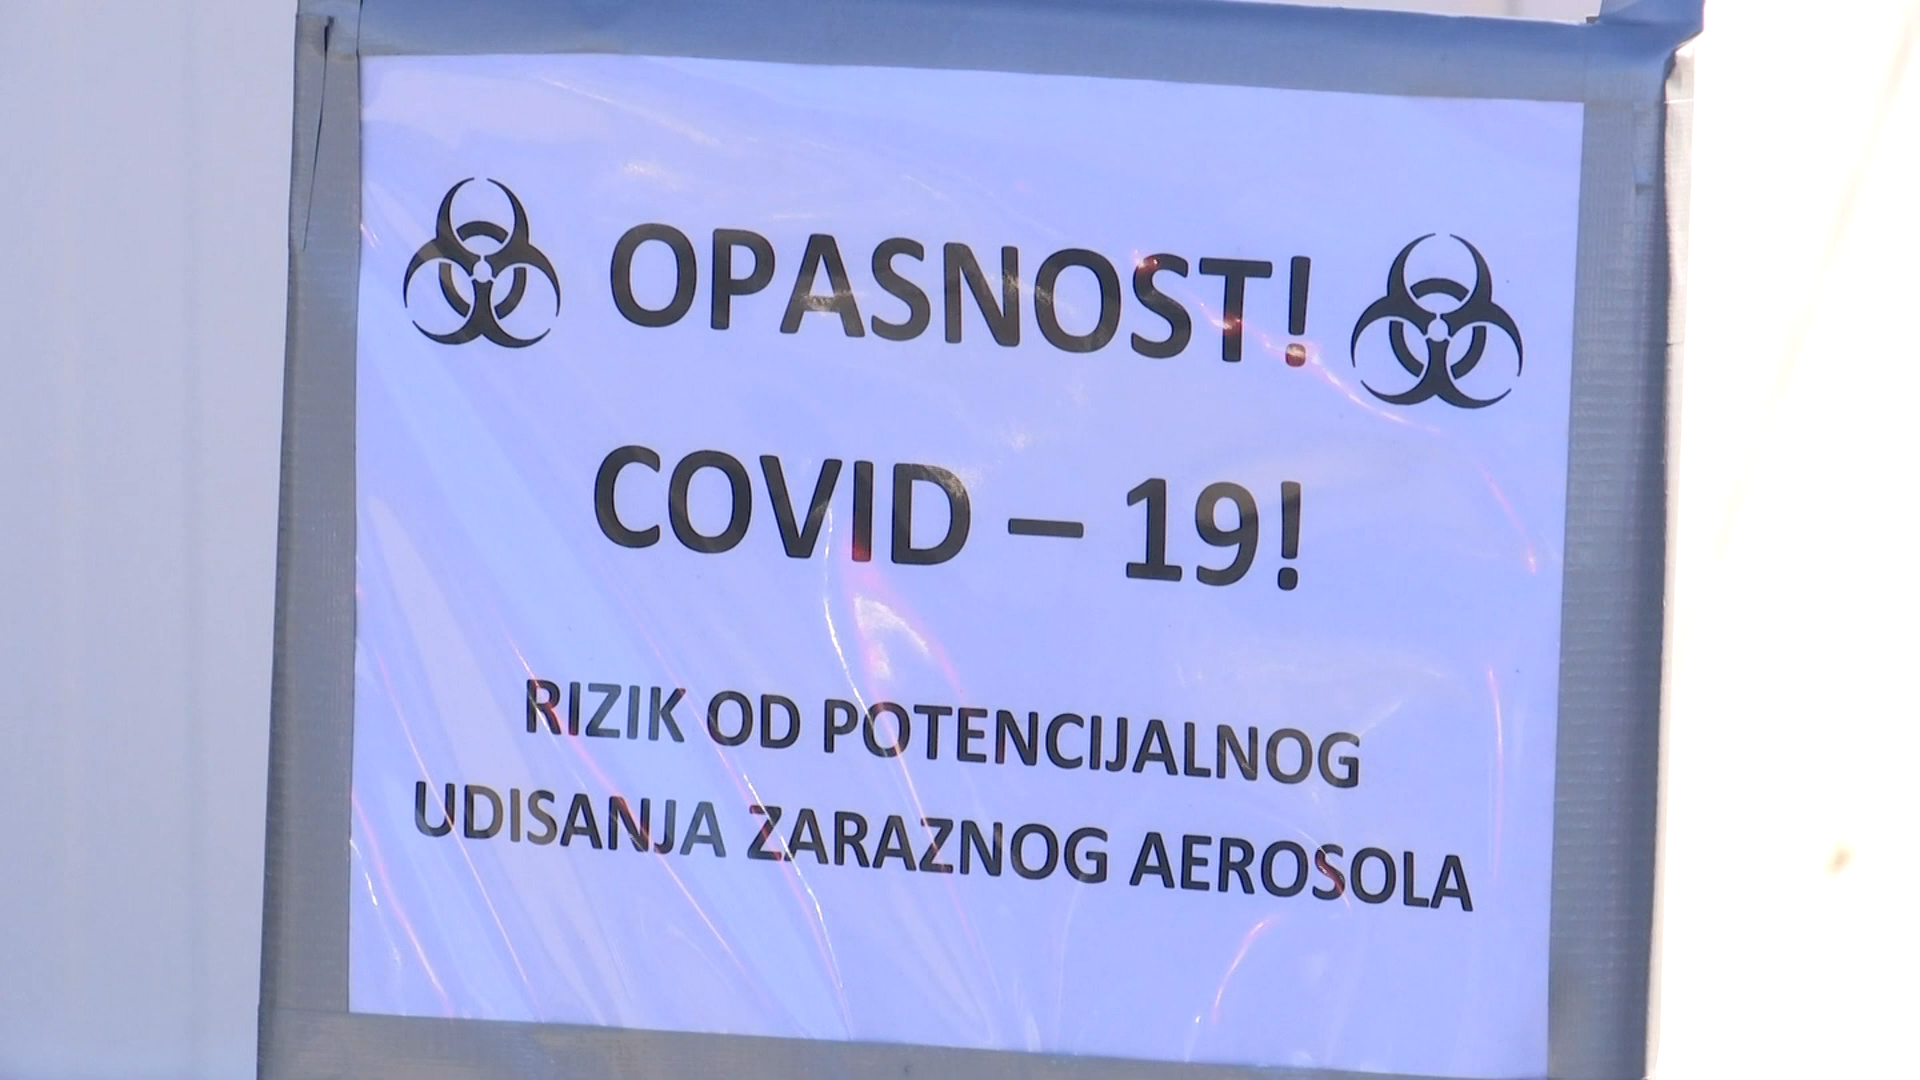 OPASNOST!
COVID – 19!
RIZIK OD POTENCIJALNOG
UDISANJA ZARAZNOG AEROSOLA